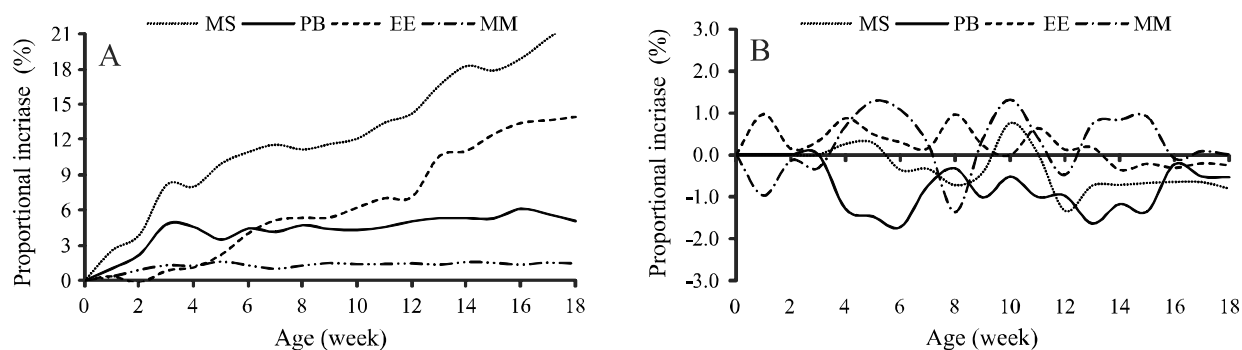 MS PB EE MM
A
Proportional incriase (%)
21
18
15
12
9
6
3
0
0 2 4 6 8 10 12 14 16 18
Age (week)
MS PB EE MM
B
Proportional incriase (%)
3.0
2.0
1.0
0.0
-1.0
-2.0
-3.0
0 2 4 6 8 10 12 14 16 18
Age (week)